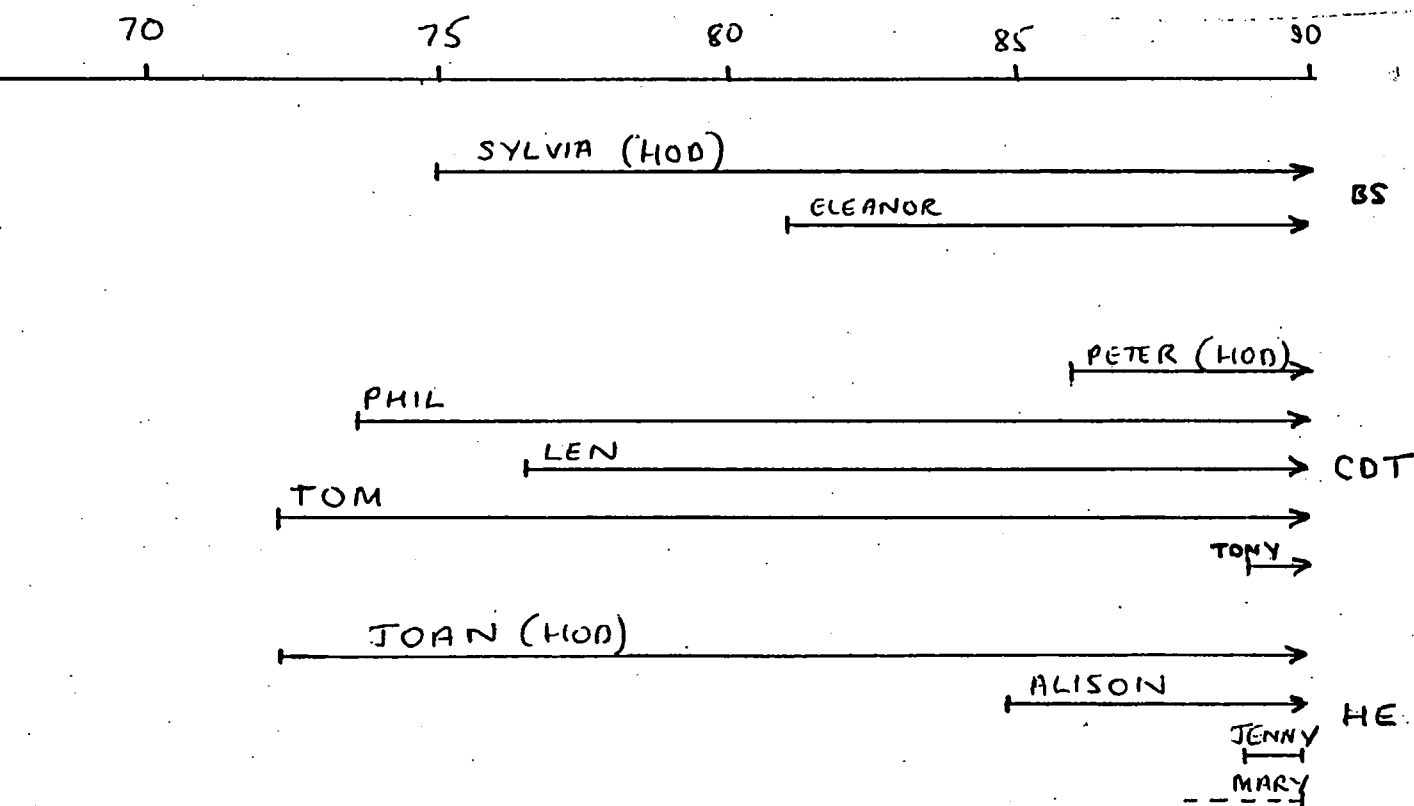 70 75 80 85 90
SYLVIA (HOD)
BS
ELEANOR
PETER (HOD)
PHIL
LEN
CDT
TOM
TONY
JOAN (HOD)
ALISON
HE
JENNY
MARY